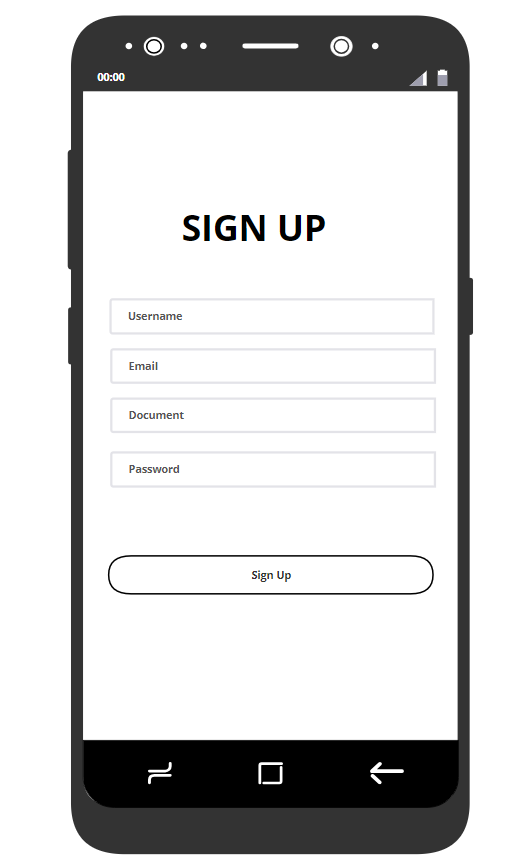 00:00
SIGN UP
Username
Email
Document
Password
Sign Up